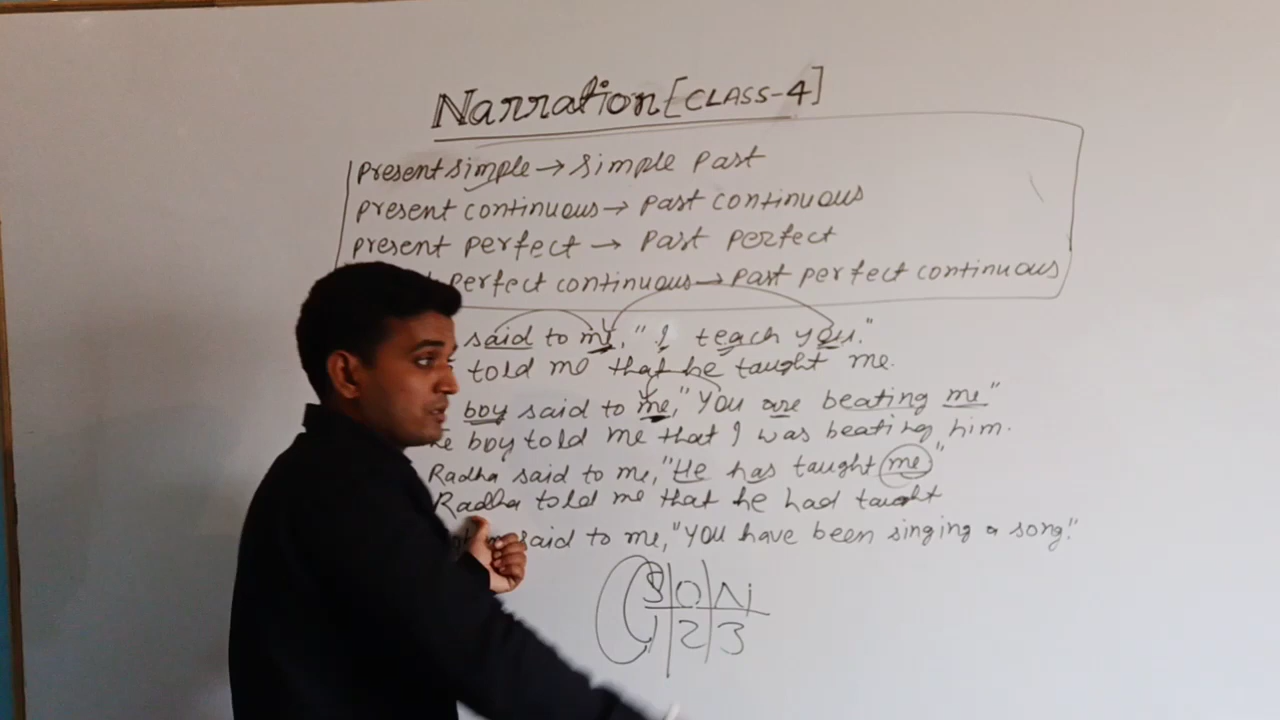 Narration [CLASS-4]
Present simple → simple Past
Present continuous → Past continuous
Present perfect → Past Perfect
Perfect continuous → Past perfect continuous
said to me, " I teach you."
told me that he taught me.
boy said to me, "You are beating me"
boy told me that I was beating him.
Radha said to me, "He has taught me"
Radha told me that he had taught
said to me, "You have been singing a song."
S O N
1 2 3